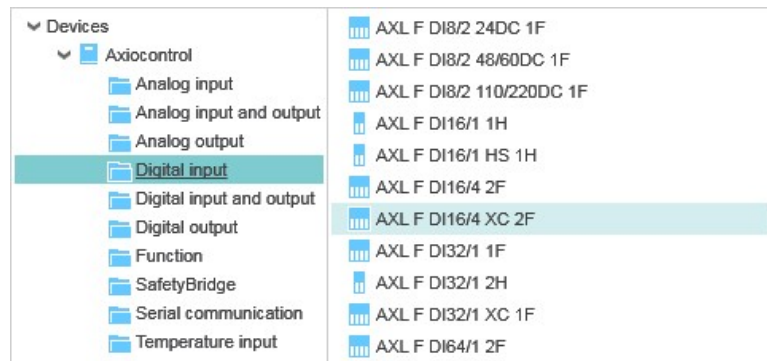 Devices
Axiocontrol
Analog input
Analog input and output
Analog output
Digital input
Digital input and output
Digital output
Function
SafetyBridge
Serial communication
Temperature input
AXL F DI8/2 24DC 1F
AXL F DI8/2 48/60DC 1F
AXL F DI8/2 110/220DC 1F
AXL F DI16/1 1H
AXL F DI16/1 HS 1H
AXL F DI16/4 2F
AXL F DI16/4 XC 2F
AXL F DI32/1 1F
AXL F DI32/1 2H
AXL F DI32/1 XC 1F
AXL F DI64/1 2F